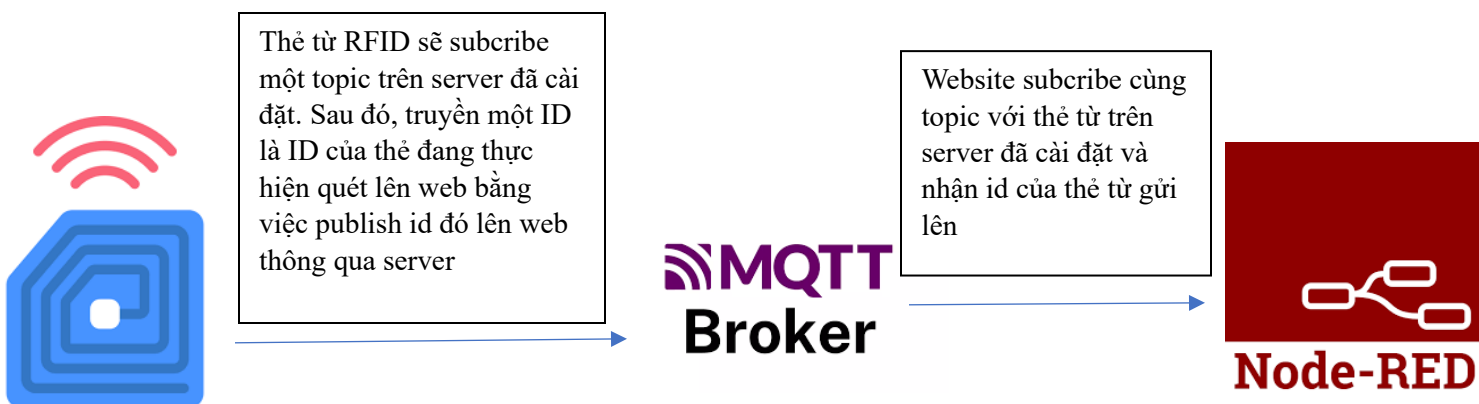 Thẻ từ RFID sẽ subcribe
một topic trên server đã cài
đặt. Sau đó, truyền một ID
là ID của thẻ đang thực
hiện quét lên web bằng
việc publish id đó lên web
thông qua server
MQTT
Broker
Website subcribe cùng
topic với thẻ từ trên
server đã cài đặt và
nhận id của thẻ từ gửi
lên
Node-RED